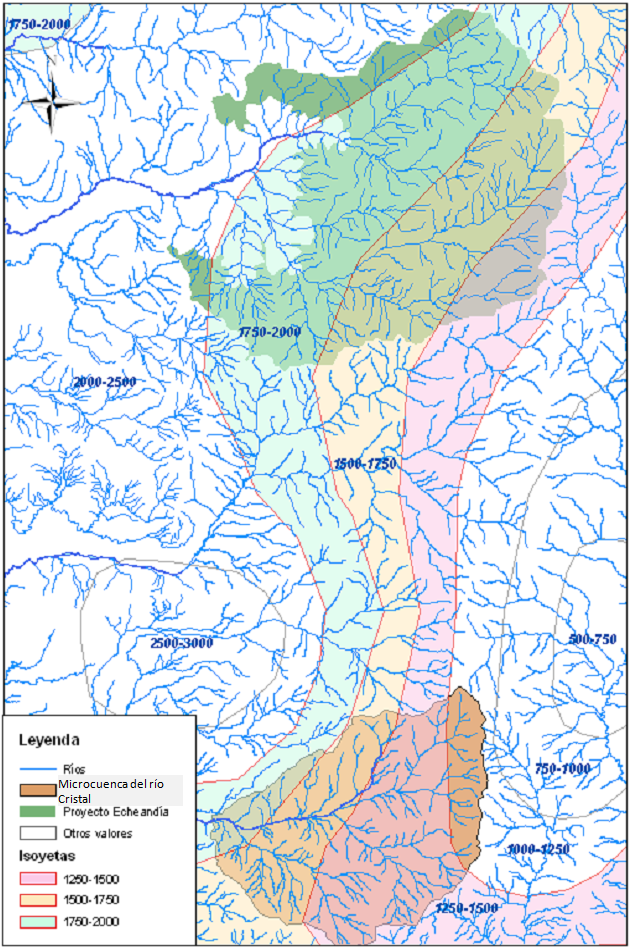 1750-2000
1750-2000
2000-2500
1500-1750
2500-3000
500-750
750-1000
1000-1250
1250-1500
Leyenda
Ríos
Microcuenca del río
Cristal
Proyecto Echeandía
Otros valores
Isoyetas
1250-1500
1500-1750
1750-2000